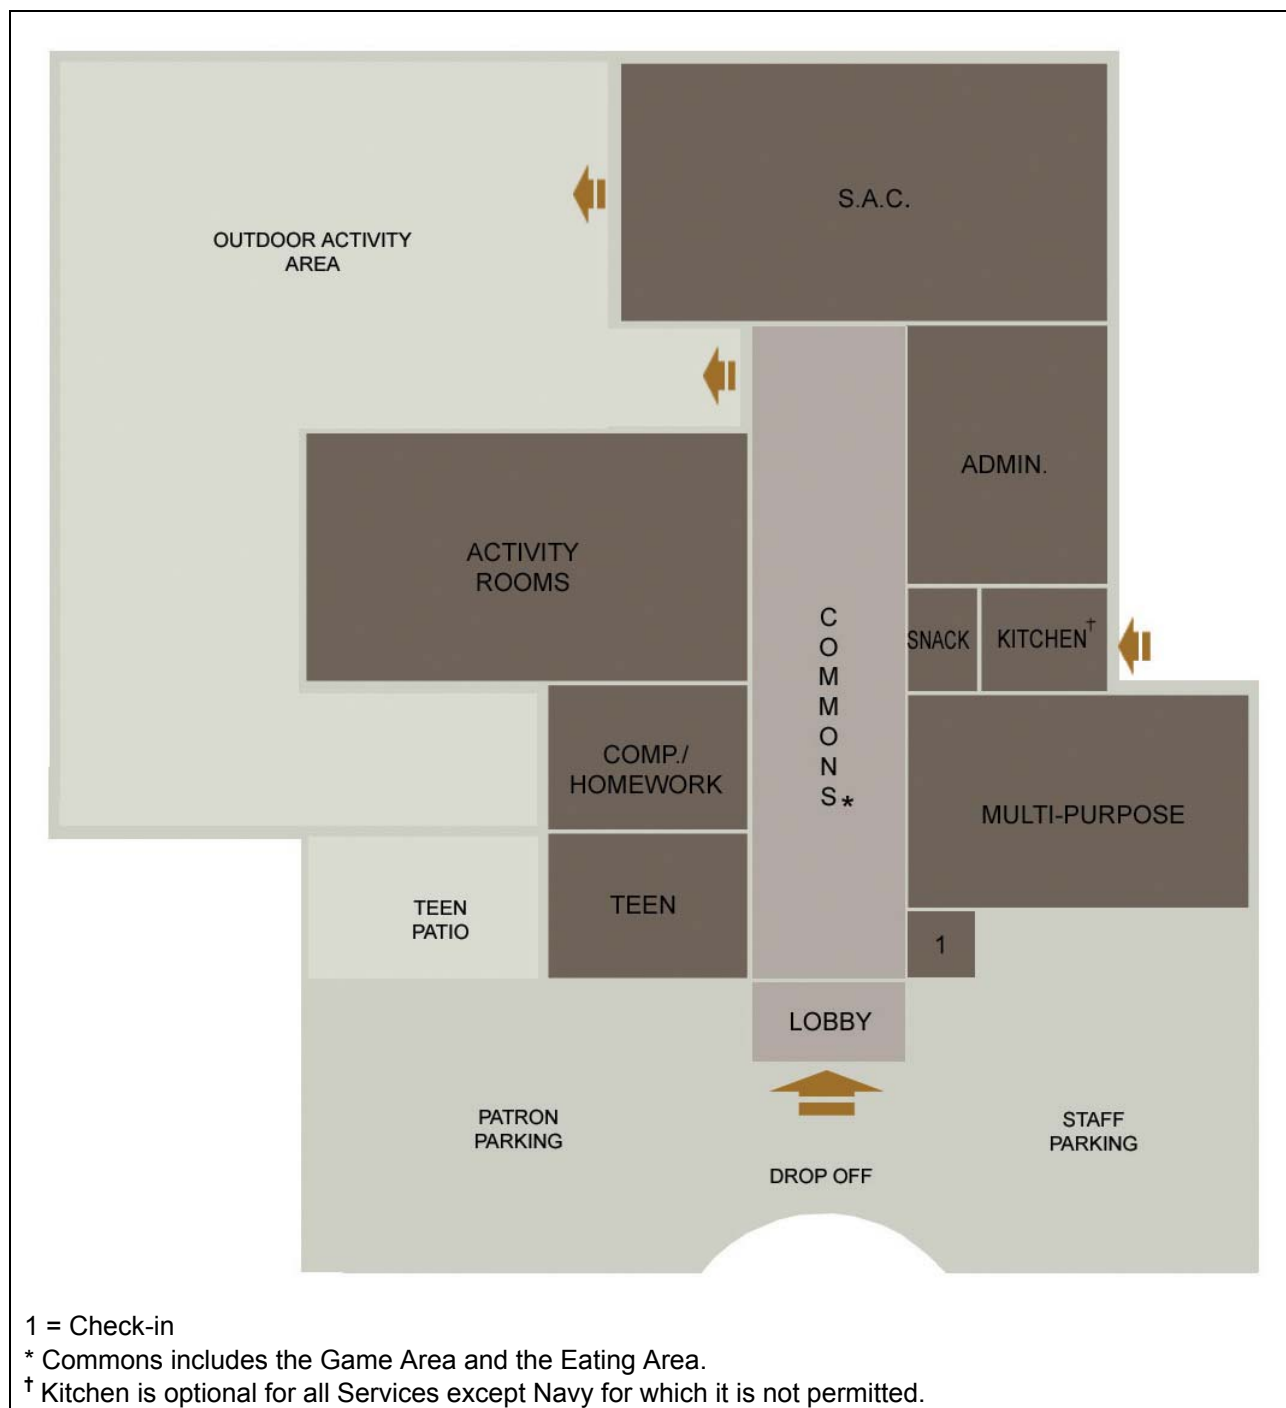 S.A.C.
OUTDOOR ACTIVITY
AREA
ADMIN.
ACTIVITY
ROOMS
COMMONS*
SNACK
KITCHEN†
COMP./
HOMEWORK
MULTI-PURPOSE
TEEN
PATIO
TEEN
1
LOBBY
PATRON
PARKING
STAFF
PARKING
DROP OFF
1 = Check-in
* Commons includes the Game Area and the Eating Area.
† Kitchen is optional for all Services except Navy for which it is not permitted.